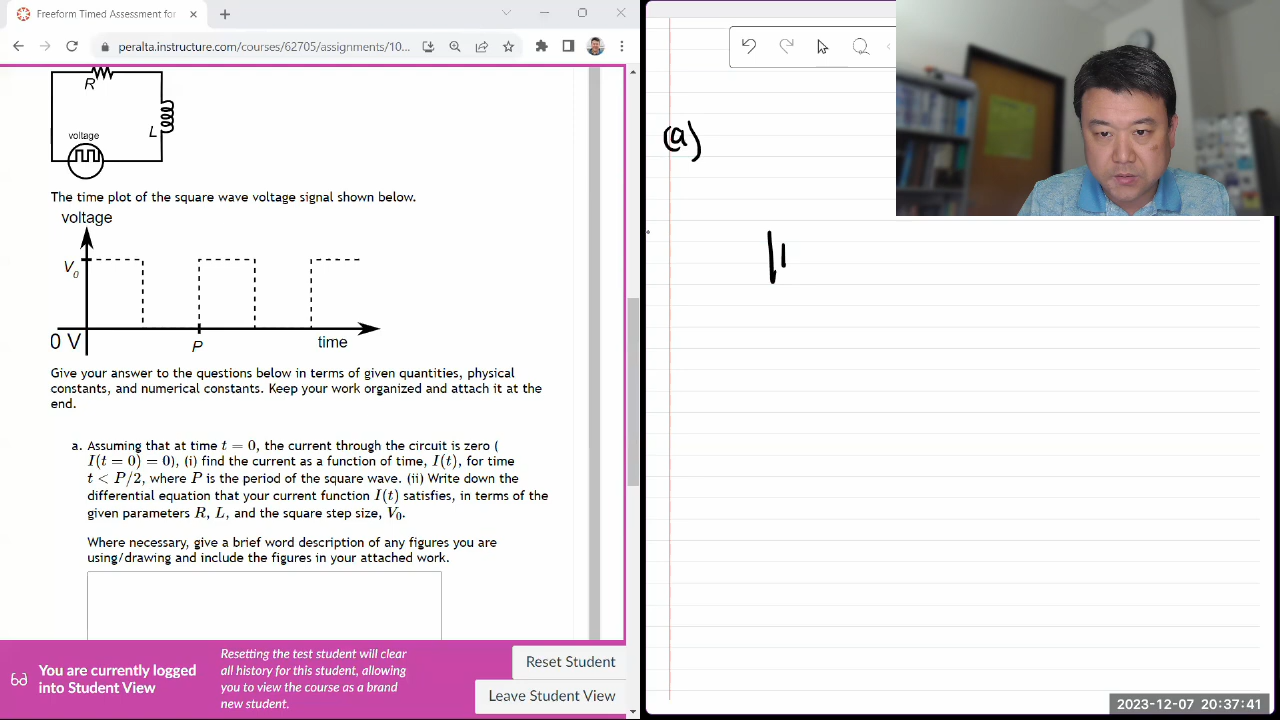 Freeform Timed Assessment for
peralta.instructure.com/courses/62705/assignments/10...
R
L
voltage
The time plot of the square wave voltage signal shown below.
voltage
V₀
0 V
P
time
Give your answer to the questions below in terms of given quantities, physical
constants, and numerical constants. Keep your work organized and attach it at the
end.
a. Assuming that at time t = 0, the current through the circuit is zero (
I(t = 0) = 0), (i) find the current as a function of time, I(t), for time
t < P/2, where P is the period of the square wave. (ii) Write down the
differential equation that your current function I(t) satisfies, in terms of the
given parameters R, L, and the square step size, V₀.
Where necessary, give a brief word description of any figures you are
using/drawing and include the figures in your attached work.
You are currently logged
into Student View
Resetting the test student will clear
all history for this student, allowing
you to view the course as a brand
new student.
Reset Student
Leave Student View
(a)
2023-12-07 20:37:41